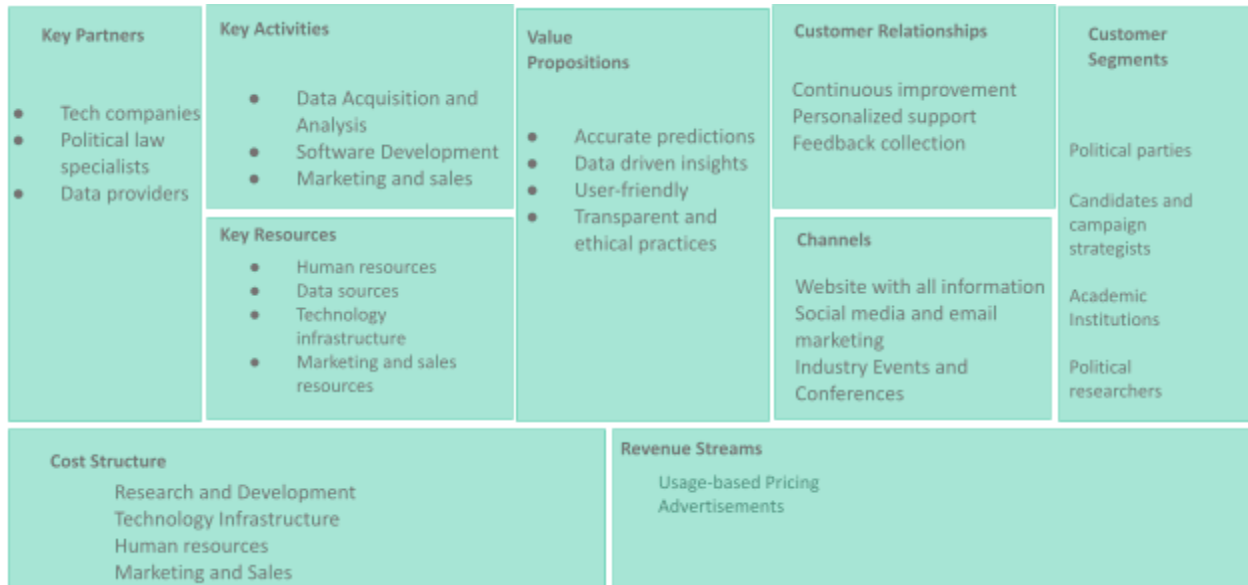 Key Partners
● Tech companies
● Political law
specialists
● Data providers
Key Activities
● Data Acquisition and
Analysis
● Software Development
● Marketing and sales
Key Resources
● Human resources
● Data sources
● Technology
infrastructure
● Marketing and sales
resources
Value
Propositions
● Accurate predictions
● Data driven insights
● User-friendly
● Transparent and
ethical practices
Customer Relationships
Continuous improvement
Personalized support
Feedback collection
Channels
Website with all information
Social media and email
marketing
Industry Events and
Conferences
Customer
Segments
Political parties
Candidates and
campaign
strategists
Academic
Institutions
Political
researchers
Cost Structure
Research and Development
Technology Infrastructure
Human resources
Marketing and Sales
Revenue Streams
Usage-based Pricing
Advertisements